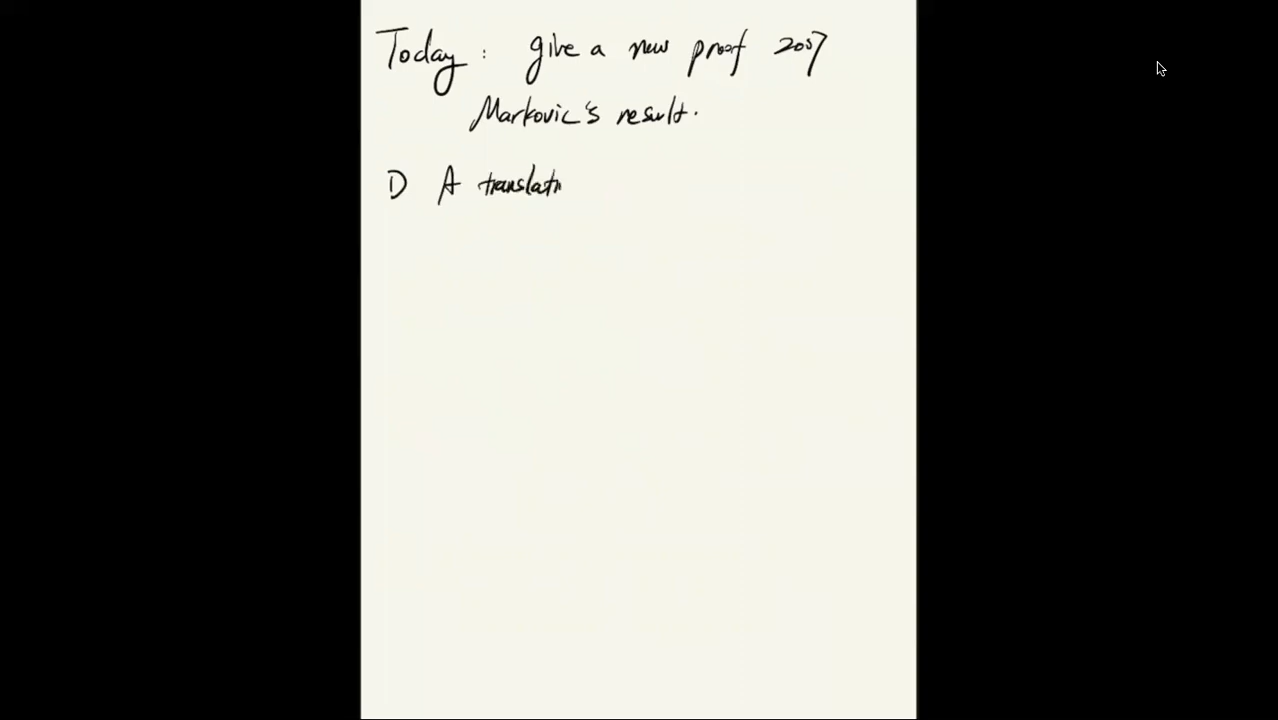 Today : give a new proof 2007
Markovic's result.
D A translati